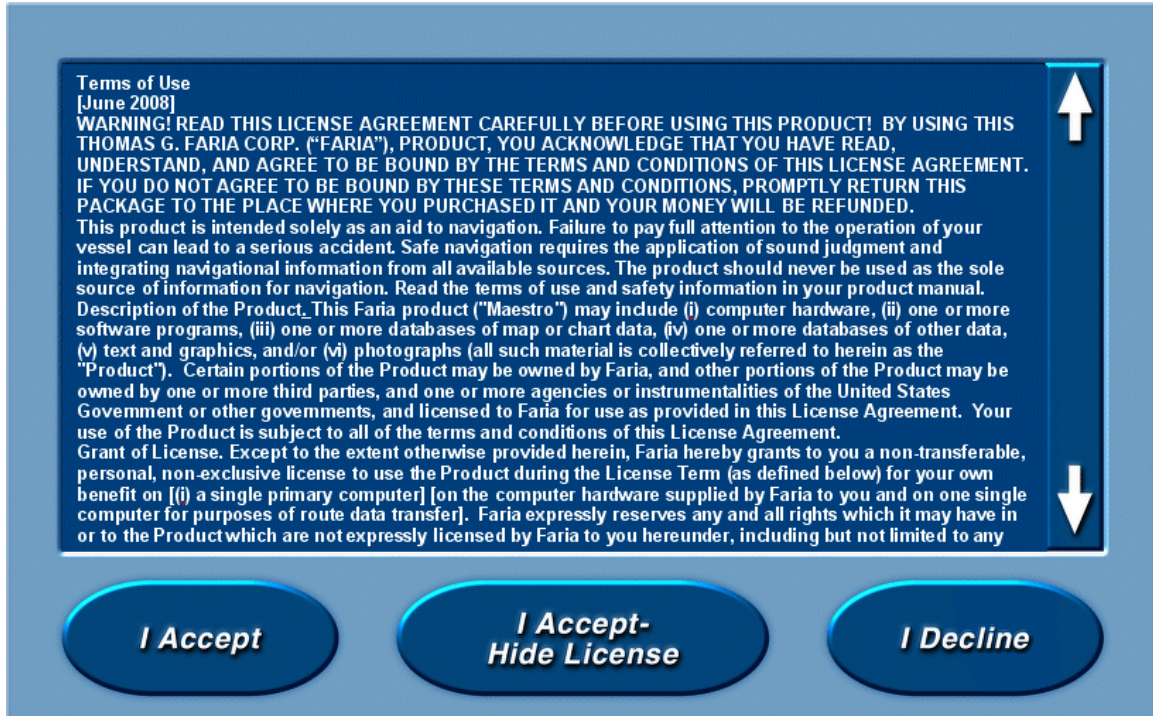 Terms of Use
[June 2008]
WARNING! READ THIS LICENSE AGREEMENT CAREFULLY BEFORE USING THIS PRODUCT!  BY USING THIS
THOMAS G. FARIA CORP. (“FARIA”), PRODUCT, YOU ACKNOWLEDGE THAT YOU HAVE READ,
UNDERSTAND, AND AGREE TO BE BOUND BY THE TERMS AND CONDITIONS OF THIS LICENSE AGREEMENT.
IF YOU DO NOT AGREE TO BE BOUND BY THESE TERMS AND CONDITIONS, PROMPTLY RETURN THIS
PACKAGE TO THE PLACE WHERE YOU PURCHASED IT AND YOUR MONEY WILL BE REFUNDED.
This product is intended solely as an aid to navigation. Failure to pay full attention to the operation of your
vessel can lead to a serious accident. Safe navigation requires the application of sound judgment and
integrating navigational information from all available sources. The product should never be used as the sole
source of information for navigation. Read the terms of use and safety information in your product manual.
Description of the Product._This Faria product ("Maestro") may include (i)  computer hardware, (ii) one or more
software programs, (iii) one or more databases of map or chart data, (iv) one or more databases of other data,
(v) text and graphics, and/or (vi) photographs (all such material is collectively referred to herein as the
"Product").  Certain portions of the Product may be owned by Faria, and other portions of the Product may be
owned by one or more third parties, and one or more agencies or instrumentalities of the United States
Government or other governments, and licensed to Faria for use as provided in this License Agreement.  Your
use of the Product is subject to all of the terms and conditions of this License Agreement.
Grant of License. Except to the extent otherwise provided herein, Faria hereby grants to you a non-transferable,
personal, non-exclusive license to use the Product during the License Term (as defined below) for your own
benefit on [(i) a single primary computer] [on the computer hardware supplied by Faria to you and on one single
computer for purposes of route data transfer].  Faria expressly reserves any and all rights which it may have in
or to the Product which are not expressly licensed by Faria to you hereunder, including but not limited to any
I Accept
I Accept-
Hide License
I Decline